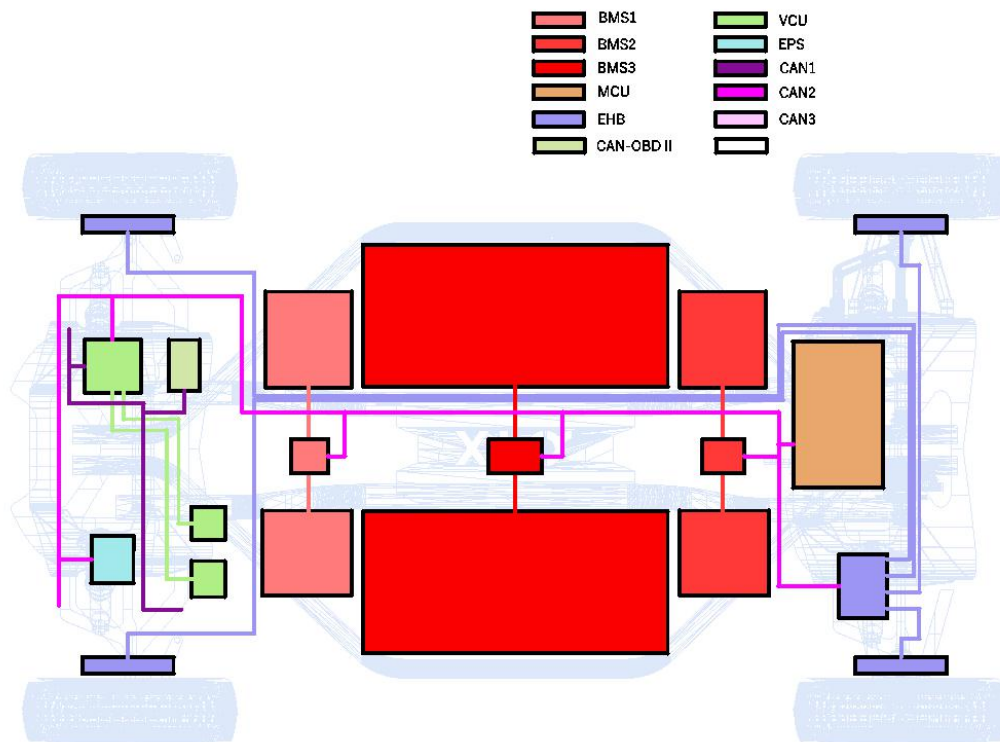 BMS1
BMS2
BMS3
MCU
EHB
CAN-OBD II
VCU
EPS
CAN1
CAN2
CAN3